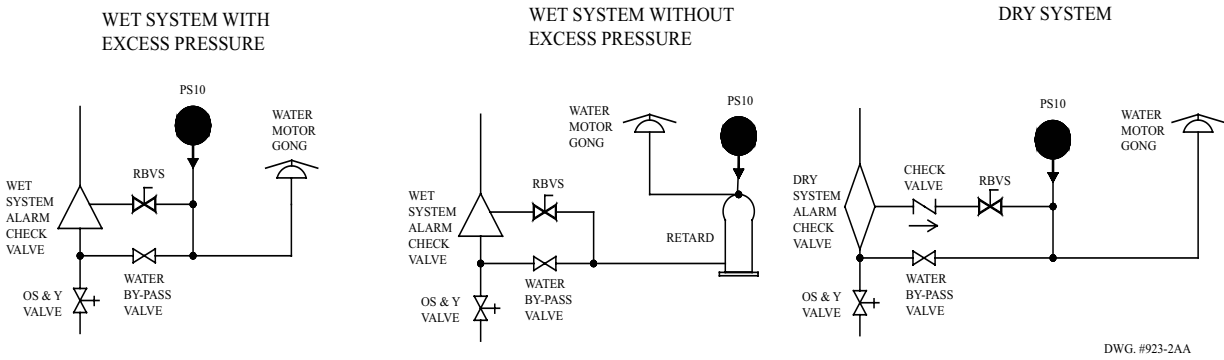 WET SYSTEM WITH
EXCESS PRESSURE
PS10
WATER
MOTOR
GONG
RBVS
WET
SYSTEM
ALARM
CHECK
VALVE
WATER
BY-PASS
VALVE
OS & Y
VALVE
WET SYSTEM WITHOUT
EXCESS PRESSURE
WATER
MOTOR
GONG
PS10
RBVS
WET
SYSTEM
ALARM
CHECK
VALVE
RETARD
WATER
BY-PASS
VALVE
OS & Y
VALVE
DRY SYSTEM
PS10
WATER
MOTOR
GONG
CHECK
VALVE
RBVS
DRY
SYSTEM
ALARM
CHECK
VALVE
WATER
BY-PASS
VALVE
OS & Y
VALVE
DWG. #923-2AA